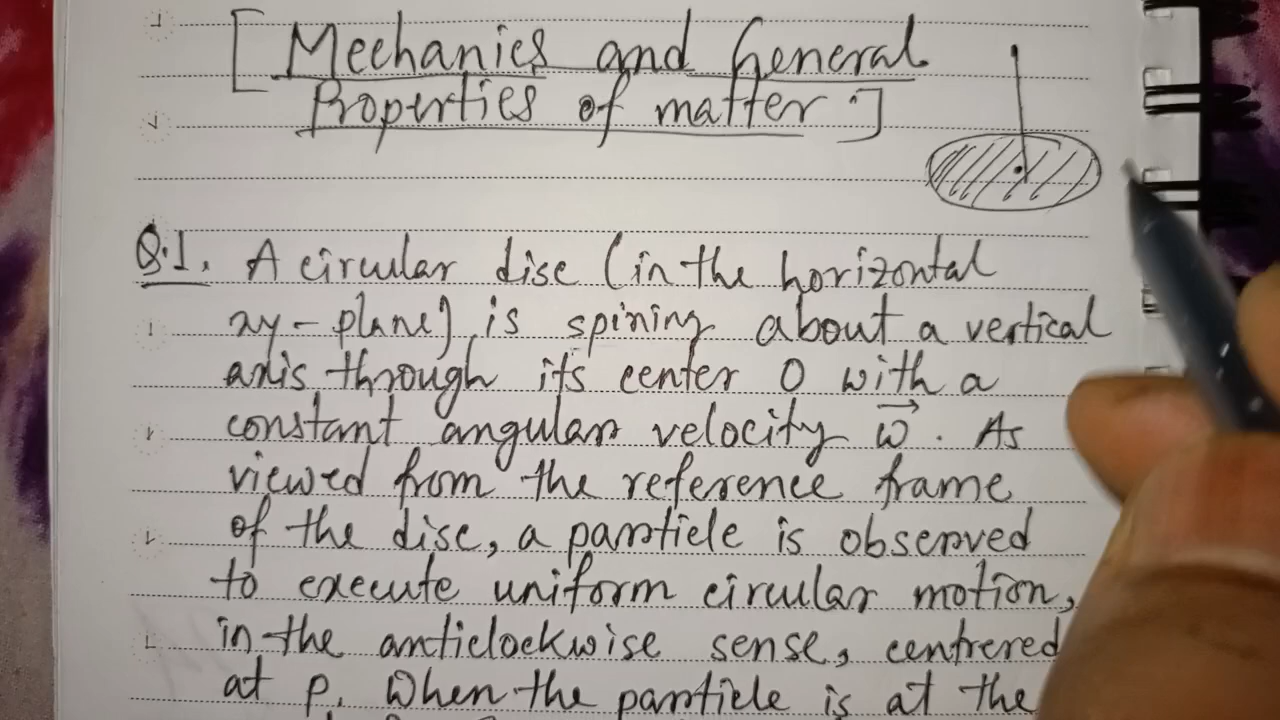 [Mechanics and General
Properties of matter.]
Q.1. A circular disc (in the horizontal
xy-plane) is spining about a vertical
axis through its center O with a
constant angular velocity ω⃗. As
viewed from the reference frame
of the disc, a particle is observed
to execute uniform circular motion,
in the anticlockwise sense, centrered
at P. When the particle is at the